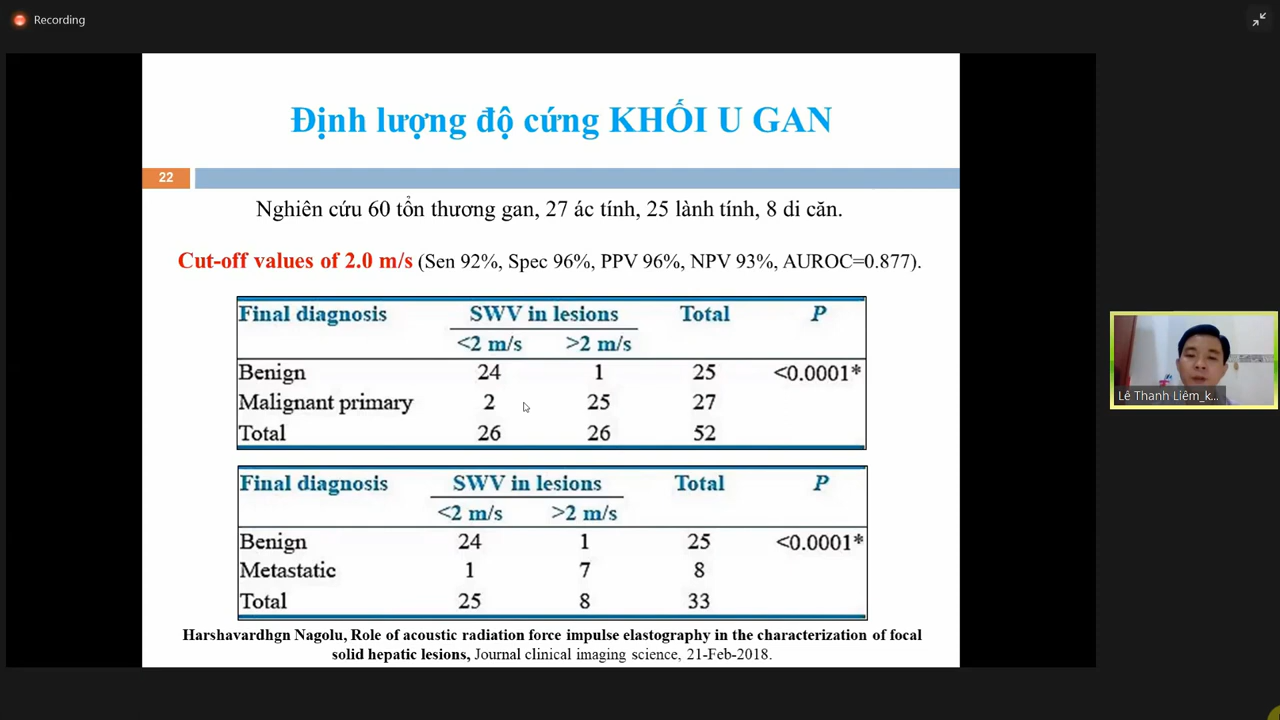 Recording
Định lượng độ cứng KHỐI U GAN
22
Nghiên cứu 60 tổn thương gan, 27 ác tính, 25 lành tính, 8 di căn.
Cut-off values of 2.0 m/s (Sen 92%, Spec 96%, PPV 96%, NPV 93%, AUROC=0.877).
Final diagnosis SWV in lesions Total P
<2 m/s >2 m/s
Benign 24 1 25 <0.0001*
Malignant primary 2 25 27
Total 26 26 52
Final diagnosis SWV in lesions Total P
<2 m/s >2 m/s
Benign 24 1 25 <0.0001*
Metastatic 1 7 8
Total 25 8 33
Harshavardhgn Nagolu, Role of acoustic radiation force impulse elastography in the characterization of focal
solid hepatic lesions, Journal clinical imaging science, 21-Feb-2018.
Lê Thanh Liêm_k...